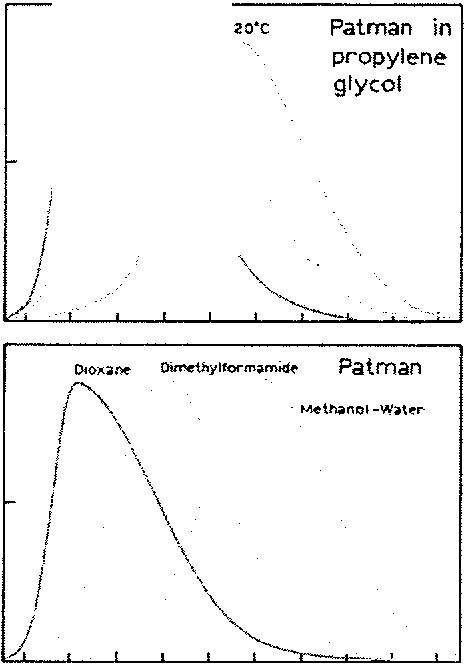 20°C
Patman in
propylene
glycol
Dioxane
Dimethylformamide
Patman
Methanol-Water